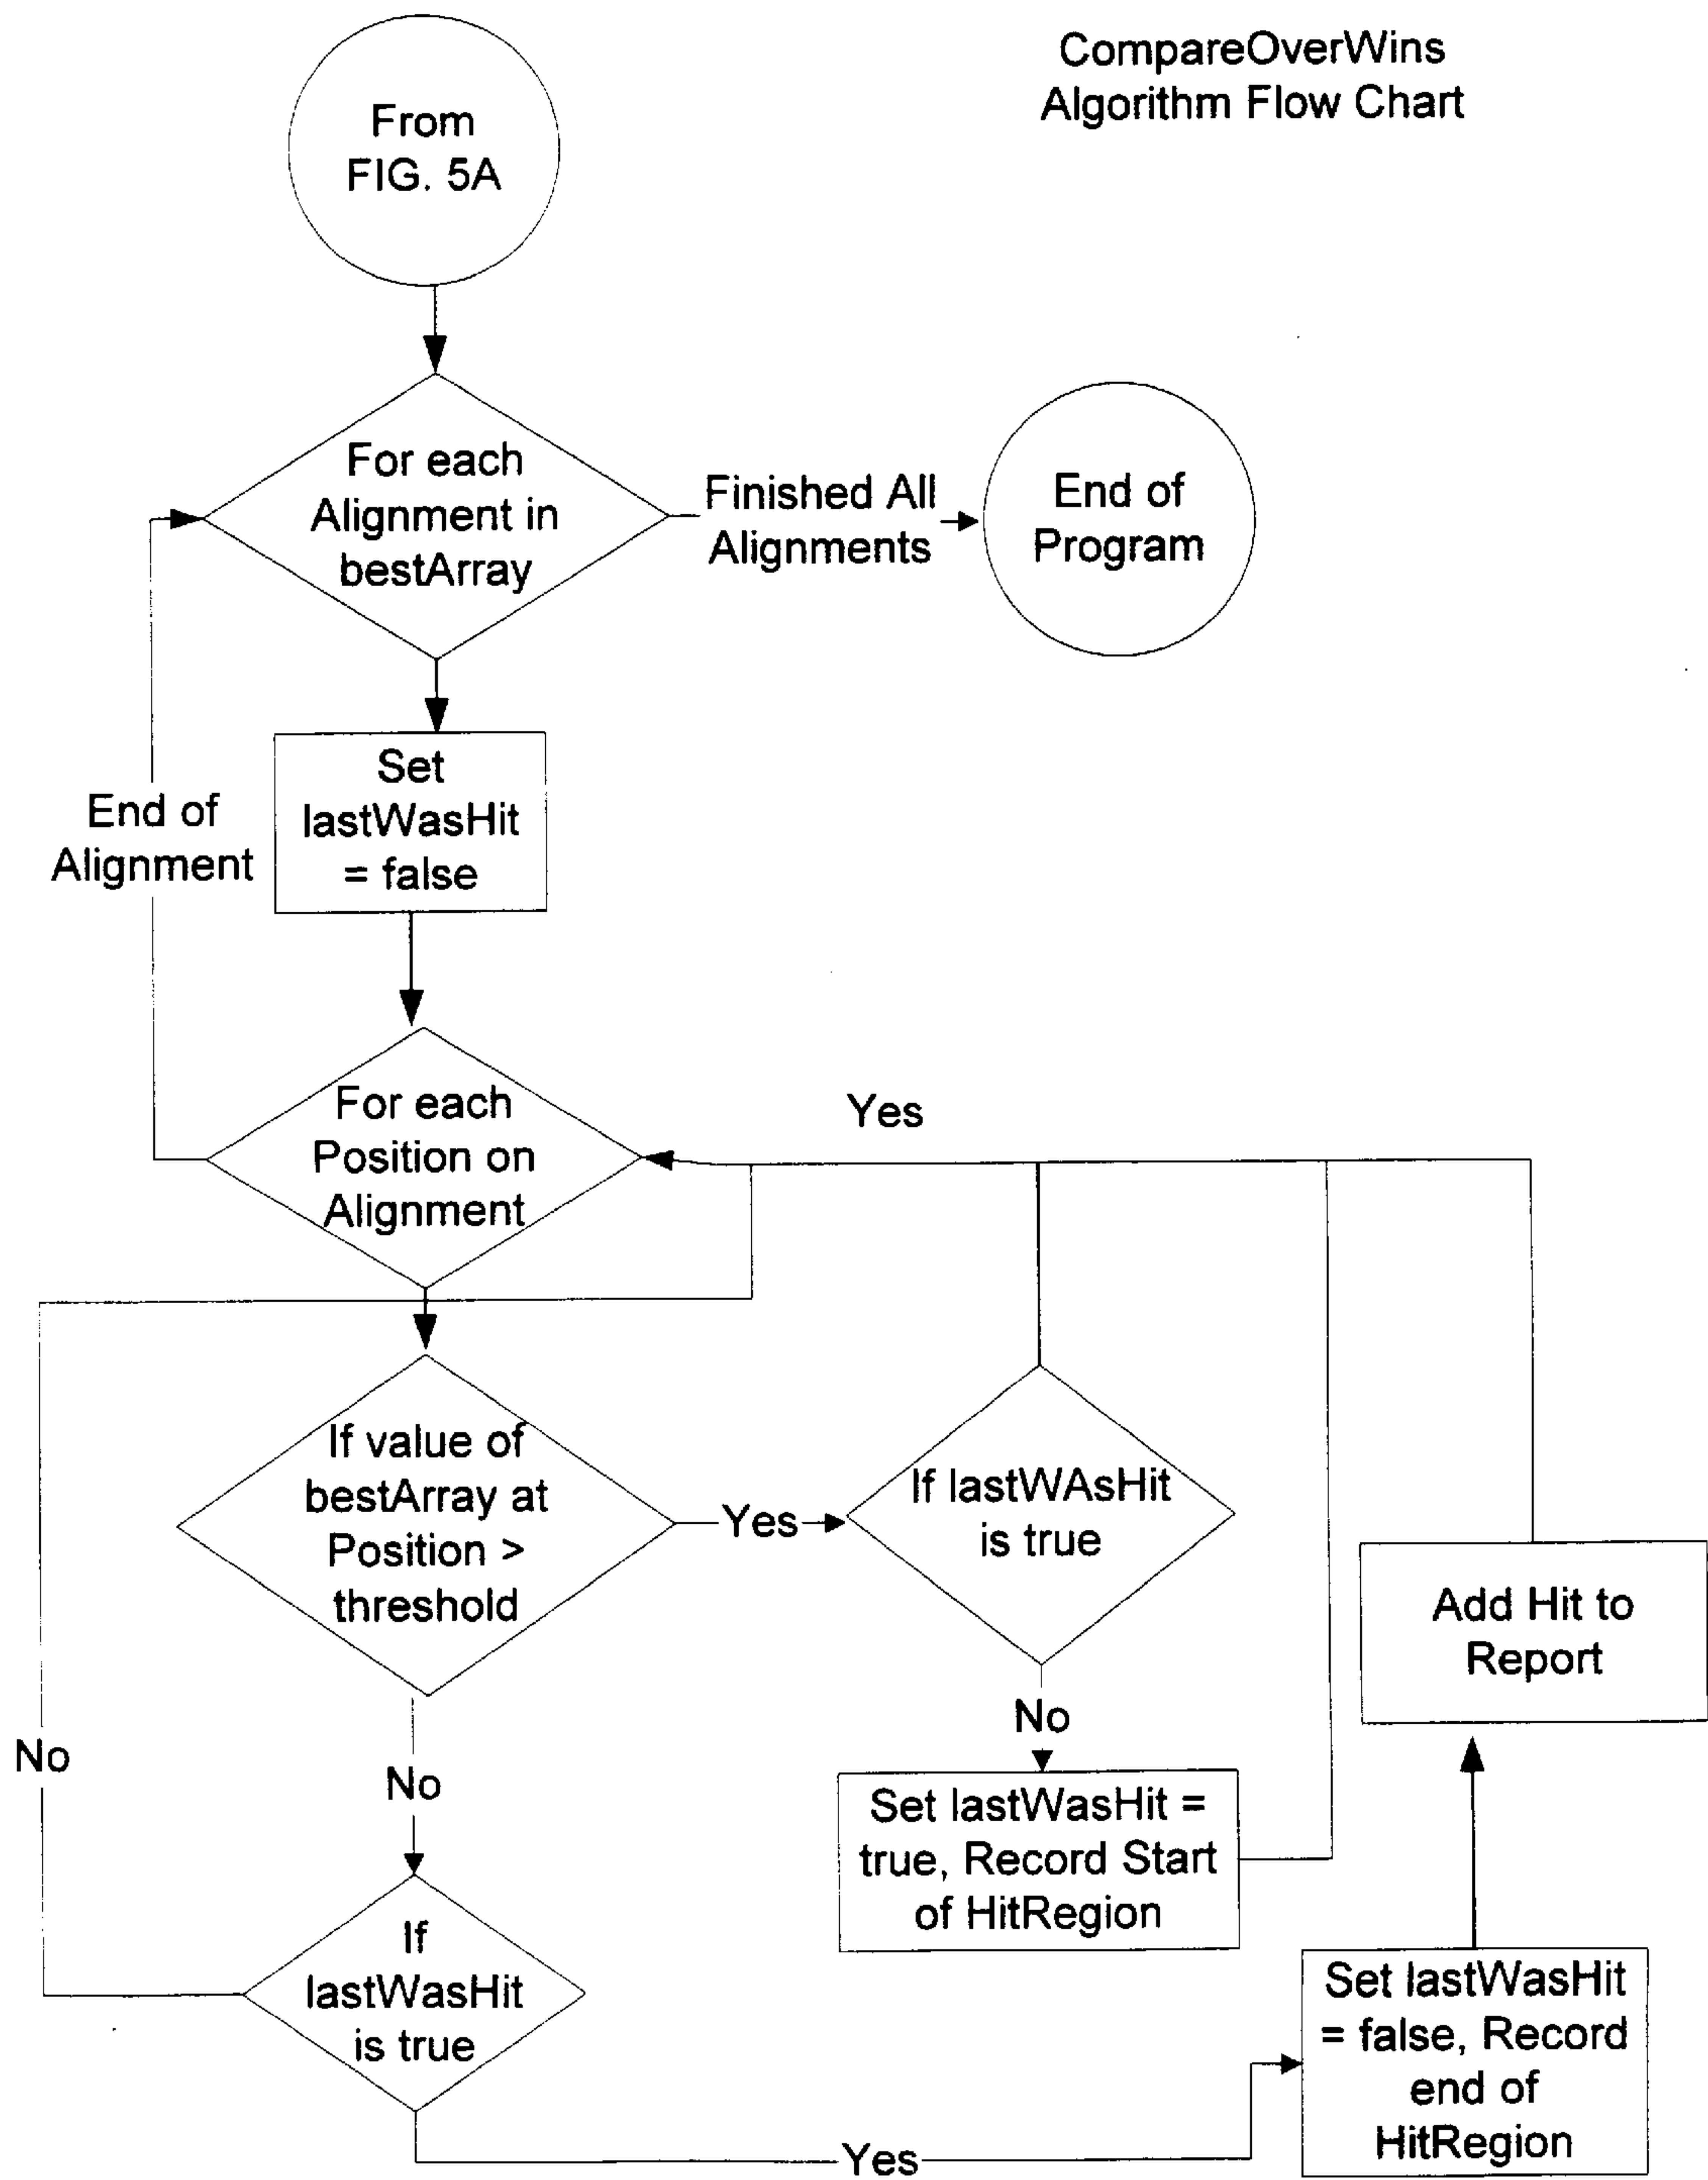 CompareOverWins
Algorithm Flow Chart
From
FIG. 5A
For each
Alignment in
bestArray
Finished All
Alignments
End of
Program
Set
lastWasHit
= false
End of
Alignment
For each
Position on
Alignment
Yes
If value of
bestArray at
Position >
threshold
Yes
If lastWAsHit
is true
Add Hit to
Report
No
No
No
Set lastWasHit =
true, Record Start
of HitRegion
If
lastWasHit
is true
Set lastWasHit
= false, Record
end of
HitRegion
Yes